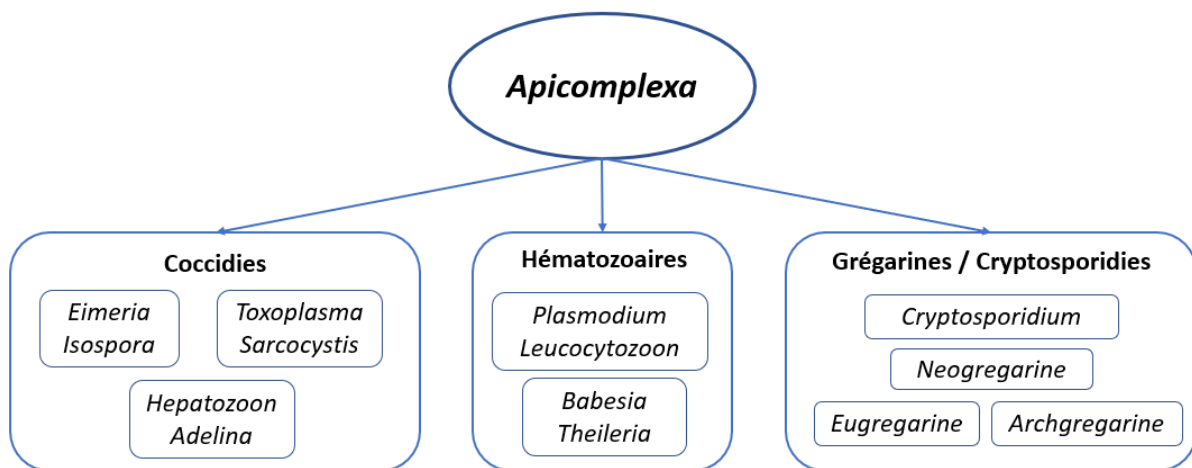 Apicomplexa
Coccidies
Eimeria
Isospora
Toxoplasma
Sarcocystis
Hepatozoon
Adelina
Hématozoaires
Plasmodium
Leucocytozoon
Babesia
Theileria
Grégarines / Cryptosporidies
Cryptosporidium
Neogregarine
Eugregarine
Archgregarine